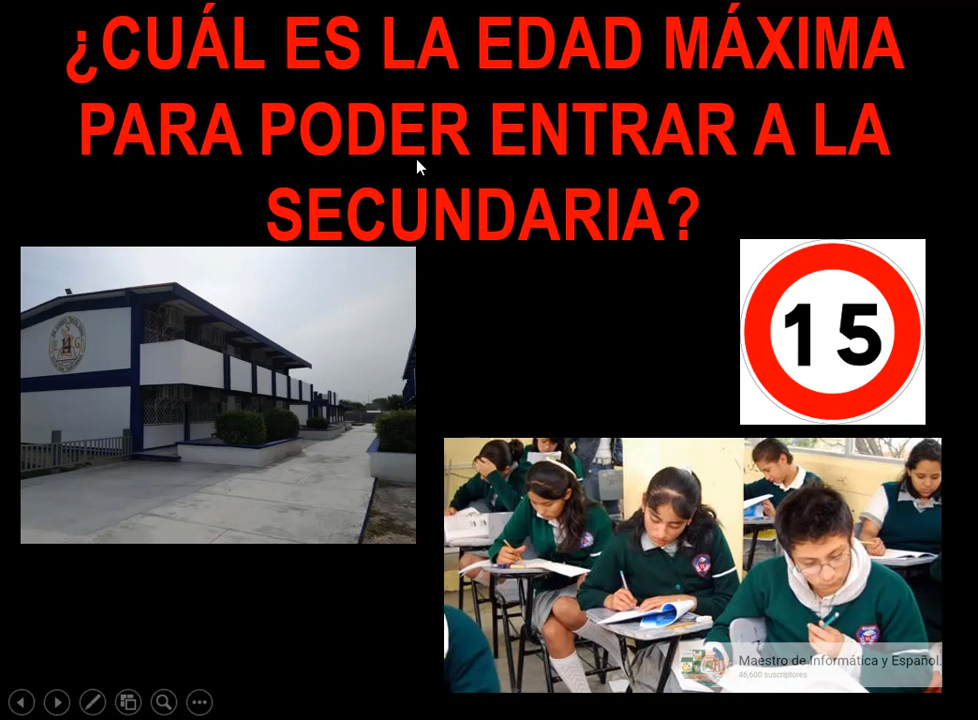 ¿CUÁL ES LA EDAD MÁXIMA
PARA PODER ENTRAR A LA
SECUNDARIA?
15
Maestro de Informática y Español.
46,600 suscriptores